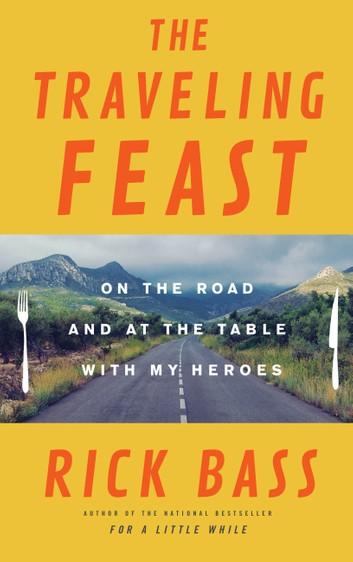 THE
TRAVELING
FEAST
ON THE ROAD
AND AT THE TABLE
WITH MY HEROES
RICK BASS
AUTHOR OF THE NATIONAL BESTSELLER
FOR A LITTLE WHILE